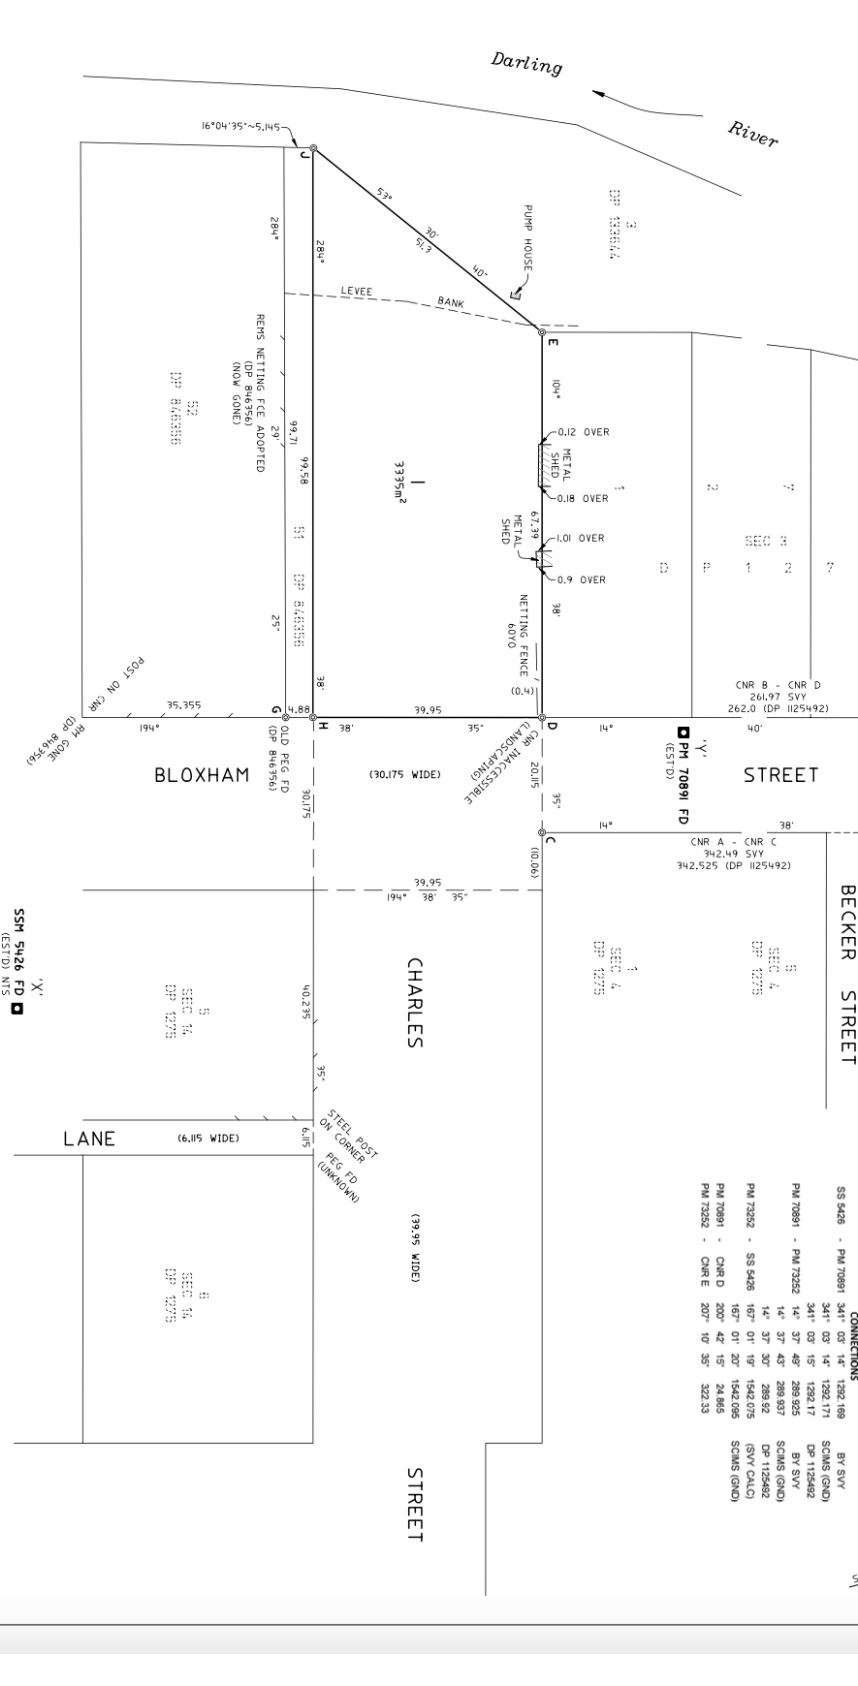 Darling
River
16°04'35"~5.145
J
53°
30'
51.3
40"
PUMP HOUSE
3
DP 133644
284°
284°
LEVEE
BANK
E
104°
REMS NETTING FCE ADOPTED
(DP 846356)
(NOW GONE)
29'
99.71
99.58
52
DP 846356
3335m²
1
0.12 OVER
METAL
SHED
0.18 OVER
67.39
1.01 OVER
METAL
SHED
0.9 OVER
38'
1
2
7
SEC 3
D P 1 2 7
51 DP 846356
25"
38'
NETTING FENCE
60YO
(0.4)
CNR B - CNR D
261.97 SVY
262.0 (DP 1125492)
POST ON CNR
RM GONE
(DP 846356)
35.355
194°
G
4.88
H
38'
39.95
35"
D
14°
40'
OLD PEG FD
(DP 846356)
CNR INACCESSIBLE
(LANDSCAPING)
'Y'
PM 70891 FD
(EST'D)
BLOXHAM
(30.175 WIDE)
STREET
30.175
20.115
35"
C
14°
38'
CNR A - CNR C
342.49 SVY
342.525 (DP 1125492)
(10.06)
39.95
194° 38' 35"
BECKER STREET
'X'
SSM 5426 FD
(EST'D) NTS
5
SEC 14
DP 1275
40.235
35"
CHARLES
1
SEC 4
DP 1275
5
SEC 4
DP 1275
LANE
(6.115 WIDE)
6.115
STEEL POST
ON CORNER
PEG FD
(UNKNOWN)
(39.95 WIDE)
6
SEC 14
DP 1275
STREET
CONNECTIONS
SS 5426 - PM 70891 341° 03' 14" 1292.169 BY SVY
341° 03' 14" 1292.171 SCIMS (GND)
341° 03' 15" 1292.17 DP 1125492
PM 70891 - PM 73252 14° 37' 49" 289.925 BY SVY
14° 37' 43" 289.937 SCIMS (GND)
14° 37' 30" 289.92 DP 1125492
PM 73252 - SS 5426 167° 01' 19" 1542.075 (SVY CALC)
167° 01' 20" 1542.095 SCIMS (GND)
PM 70891 - CNR D 200° 42' 15" 24.865
PM 73252 - CNR E 207° 10' 35" 322.33